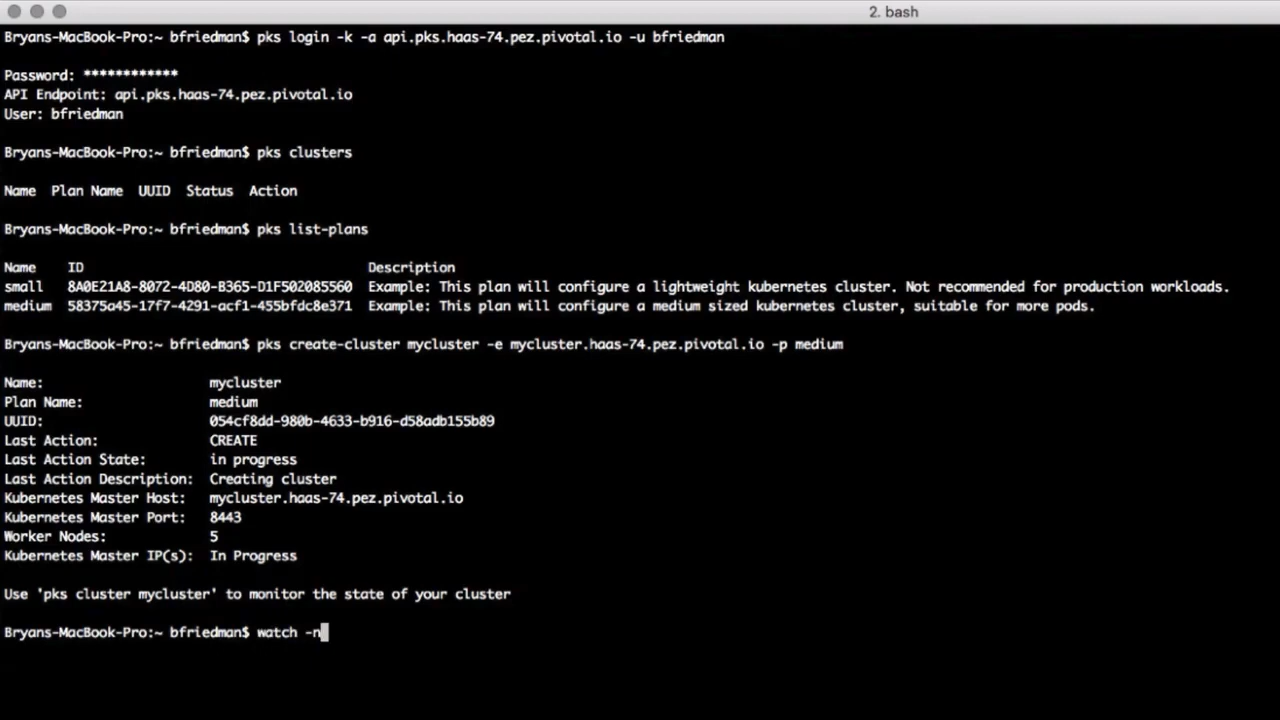 2. bash
Bryans-MacBook-Pro:~ bfriedman$ pks login -k -a api.pks.haas-74.pez.pivotal.io -u bfriedman
Password: ************
API Endpoint: api.pks.haas-74.pez.pivotal.io
User: bfriedman
Bryans-MacBook-Pro:~ bfriedman$ pks clusters
Name  Plan Name  UUID  Status  Action
Bryans-MacBook-Pro:~ bfriedman$ pks list-plans
Name    ID                                    Description
small   8A0E21A8-8072-4D80-B365-D1F502085560  Example: This plan will configure a lightweight kubernetes cluster. Not recommended for production workloads.
medium  58375a45-17f7-4291-acf1-455bfdc8e371  Example: This plan will configure a medium sized kubernetes cluster, suitable for more pods.
Bryans-MacBook-Pro:~ bfriedman$ pks create-cluster mycluster -e mycluster.haas-74.pez.pivotal.io -p medium
Name:                     mycluster
Plan Name:                medium
UUID:                     054cf8dd-980b-4633-b916-d58adb155b89
Last Action:              CREATE
Last Action State:        in progress
Last Action Description:  Creating cluster
Kubernetes Master Host:   mycluster.haas-74.pez.pivotal.io
Kubernetes Master Port:   8443
Worker Nodes:             5
Kubernetes Master IP(s):  In Progress
Use 'pks cluster mycluster' to monitor the state of your cluster
Bryans-MacBook-Pro:~ bfriedman$ watch -n